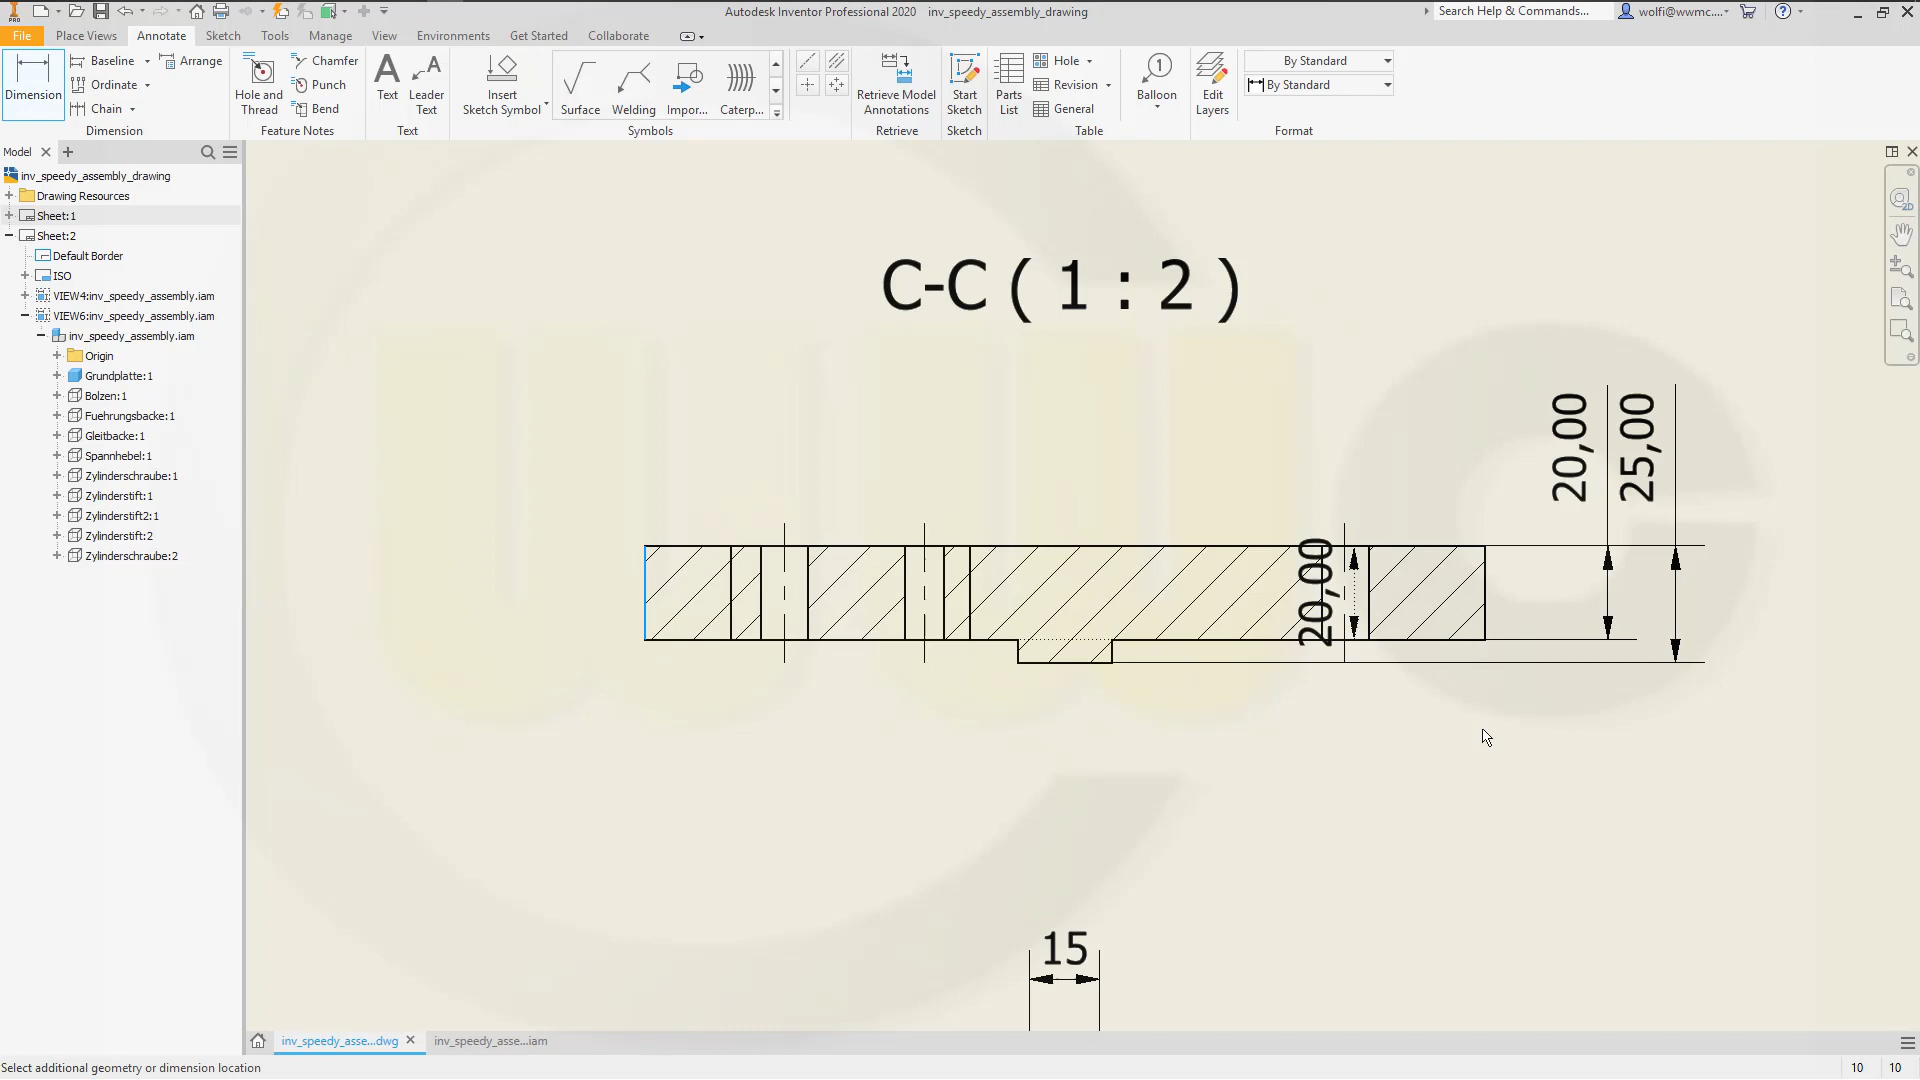 PRO
Autodesk Inventor Professional 2020 inv_speedy_assembly_drawing
Search Help & Commands...
wolfi@wwmc....
File Place Views Annotate Sketch Tools Manage View Environments Get Started Collaborate
Dimension
Baseline
Ordinate
Chain
Arrange
Dimension
Hole and Thread
Chamfer
Punch
Bend
Feature Notes
Text
Leader Text
Text
Insert Sketch Symbol
Surface
Welding
Impor...
Caterp...
Symbols
Retrieve Model Annotations
Retrieve
Start Sketch
Sketch
Parts List
Hole
Revision
General
Table
Balloon
1
Edit Layers
By Standard
By Standard
Format
Model
inv_speedy_assembly_drawing
Drawing Resources
Sheet:1
Sheet:2
Default Border
ISO
VIEW4:inv_speedy_assembly.iam
VIEW6:inv_speedy_assembly.iam
inv_speedy_assembly.iam
Origin
Grundplatte:1
Bolzen:1
Fuehrungsbacke:1
Gleitbacke:1
Spannhebel:1
Zylinderschraube:1
Zylinderstift:1
Zylinderstift2:1
Zylinderstift:2
Zylinderschraube:2
2D
C-C ( 1 : 2 )
20,00
25,00
20,00
15
inv_speedy_asse...dwg
inv_speedy_asse...iam
Select additional geometry or dimension location
10 10